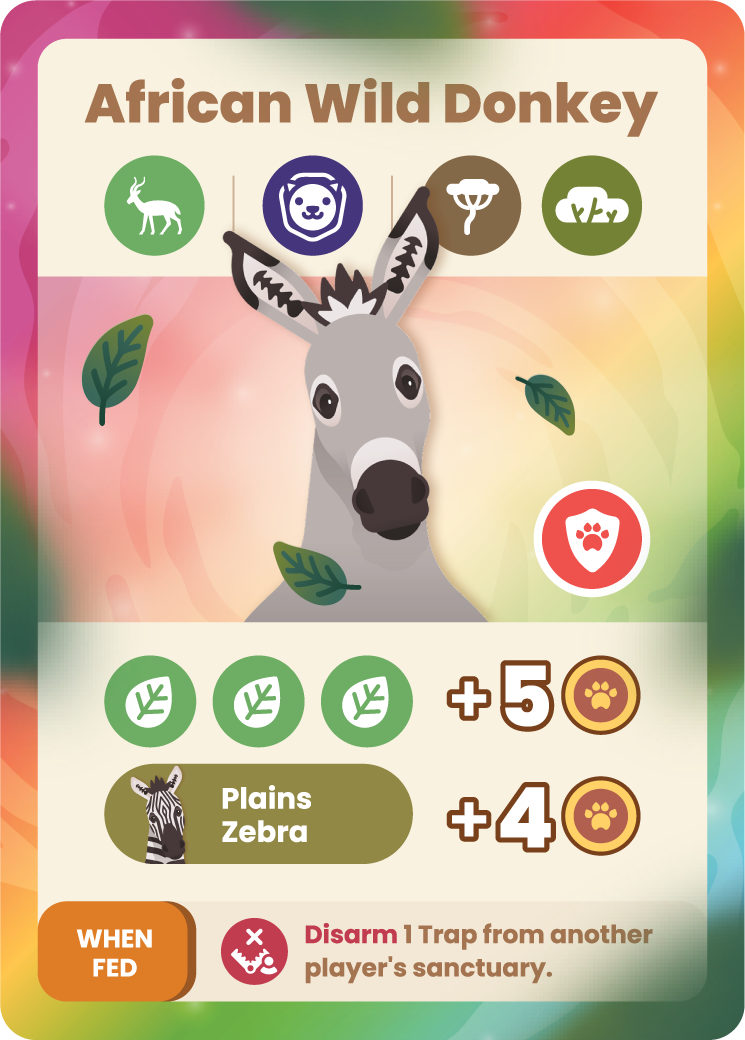 African Wild Donkey
+5
Plains
Zebra
+4
WHEN
FED
Disarm 1 Trap from another
player's sanctuary.